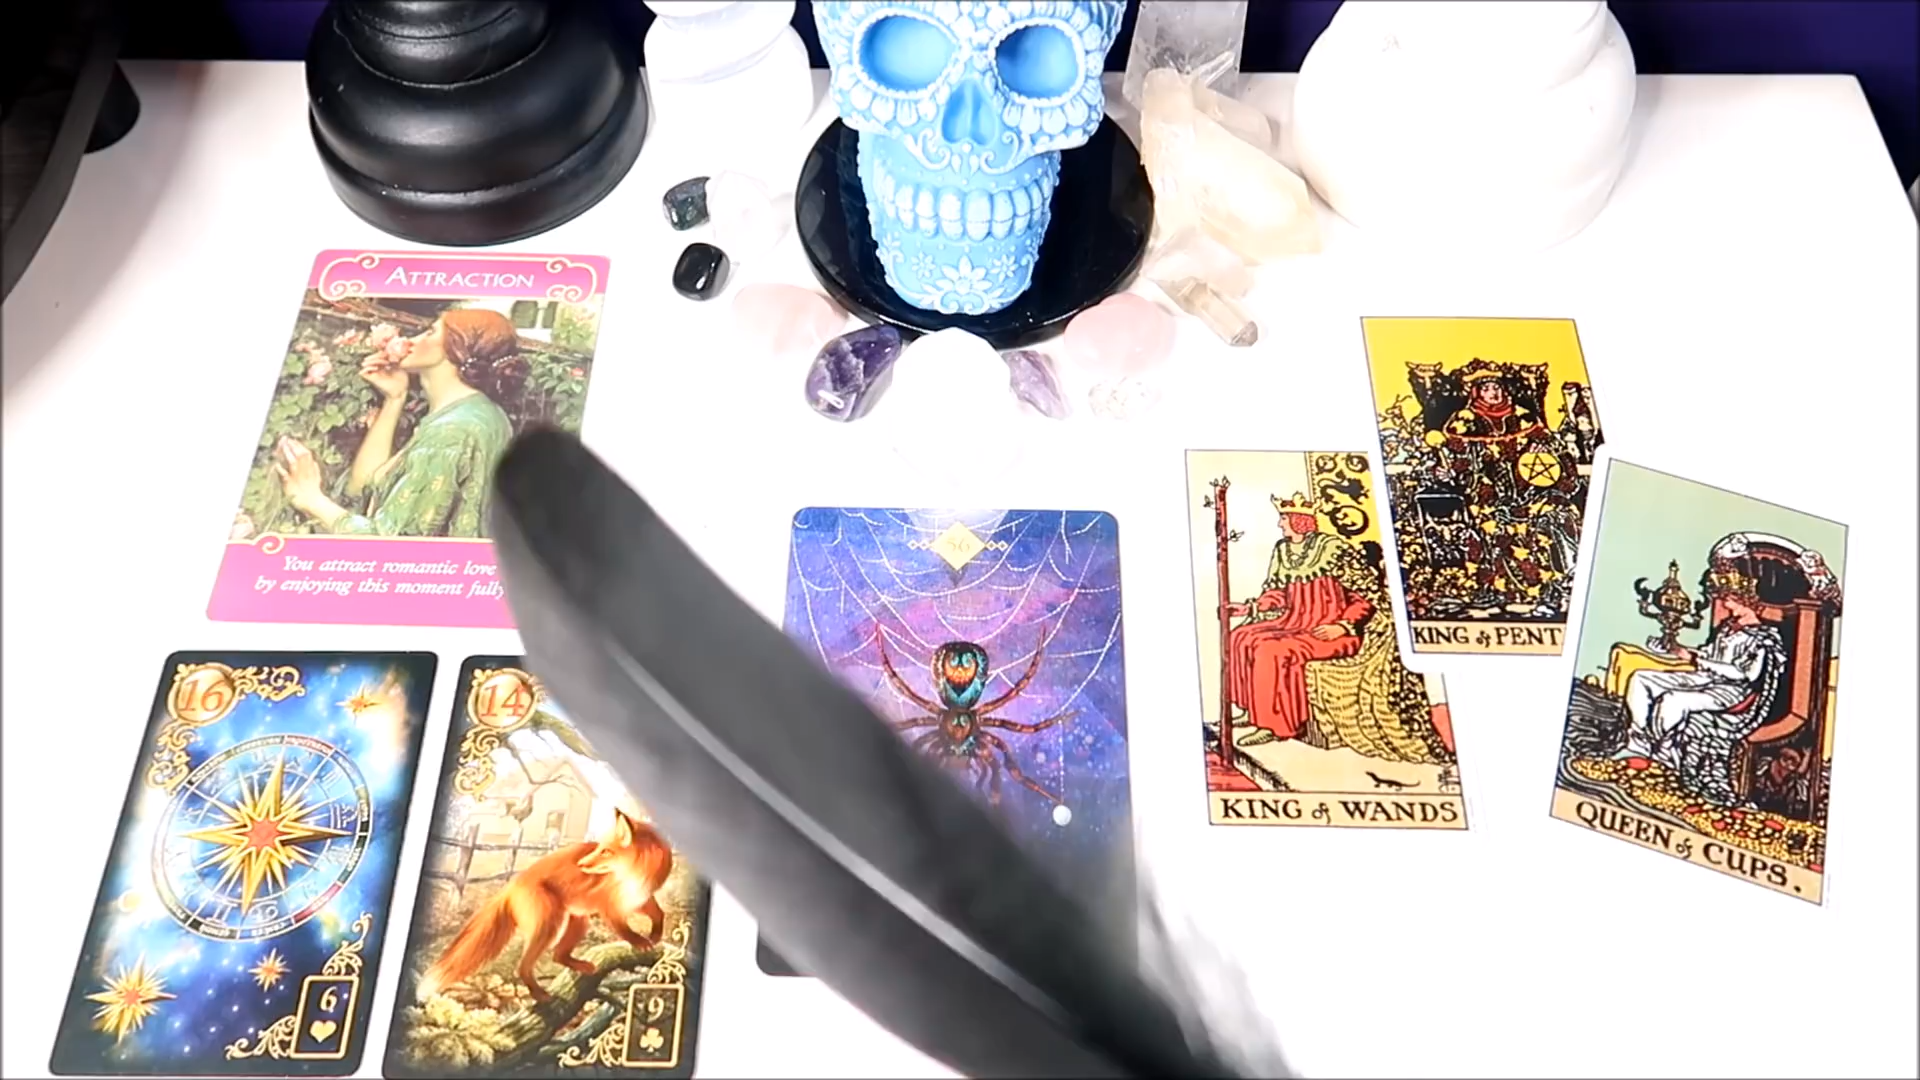 ATTRACTION
You attract romantic love
by enjoying this moment fully
16
6
14
9
56
KING of WANDS
KING of PENT
QUEEN of CUPS.